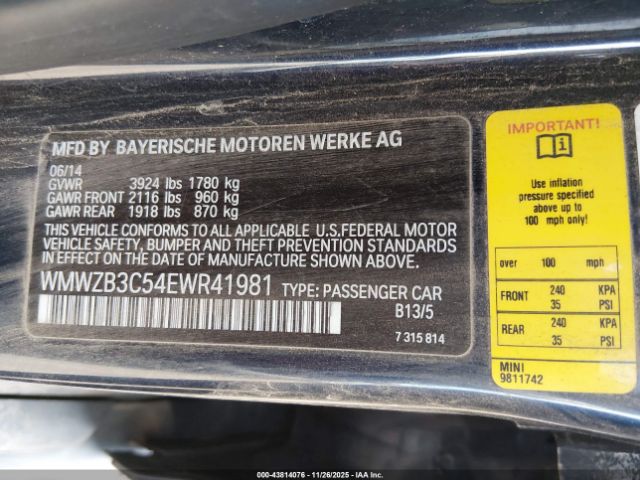 MFD BY BAYERISCHE MOTOREN WERKE AG
06/14
GVWR 3924 lbs 1780 kg
GAWR FRONT 2116 lbs 960 kg
GAWR REAR 1918 lbs 870 kg
THIS VEHICLE CONFORMS TO ALL APPLICABLE U.S.FEDERAL MOTOR
VEHICLE SAFETY, BUMPER AND THEFT PREVENTION STANDARDS
IN EFFECT ON THE DATE OF MANUFACTURE SHOWN ABOVE.
WMWZB3C54EWR41981 TYPE: PASSENGER CAR
B13/5
7 315 814
IMPORTANT!
i
Use inflation
pressure specified
above or up to
100 mph only!
over 100 mph
FRONT 240 KPA
35 PSI
REAR 240 KPA
35 PSI
MINI
9811742
000-43814076 - 11/26/2025 - IAA Inc.